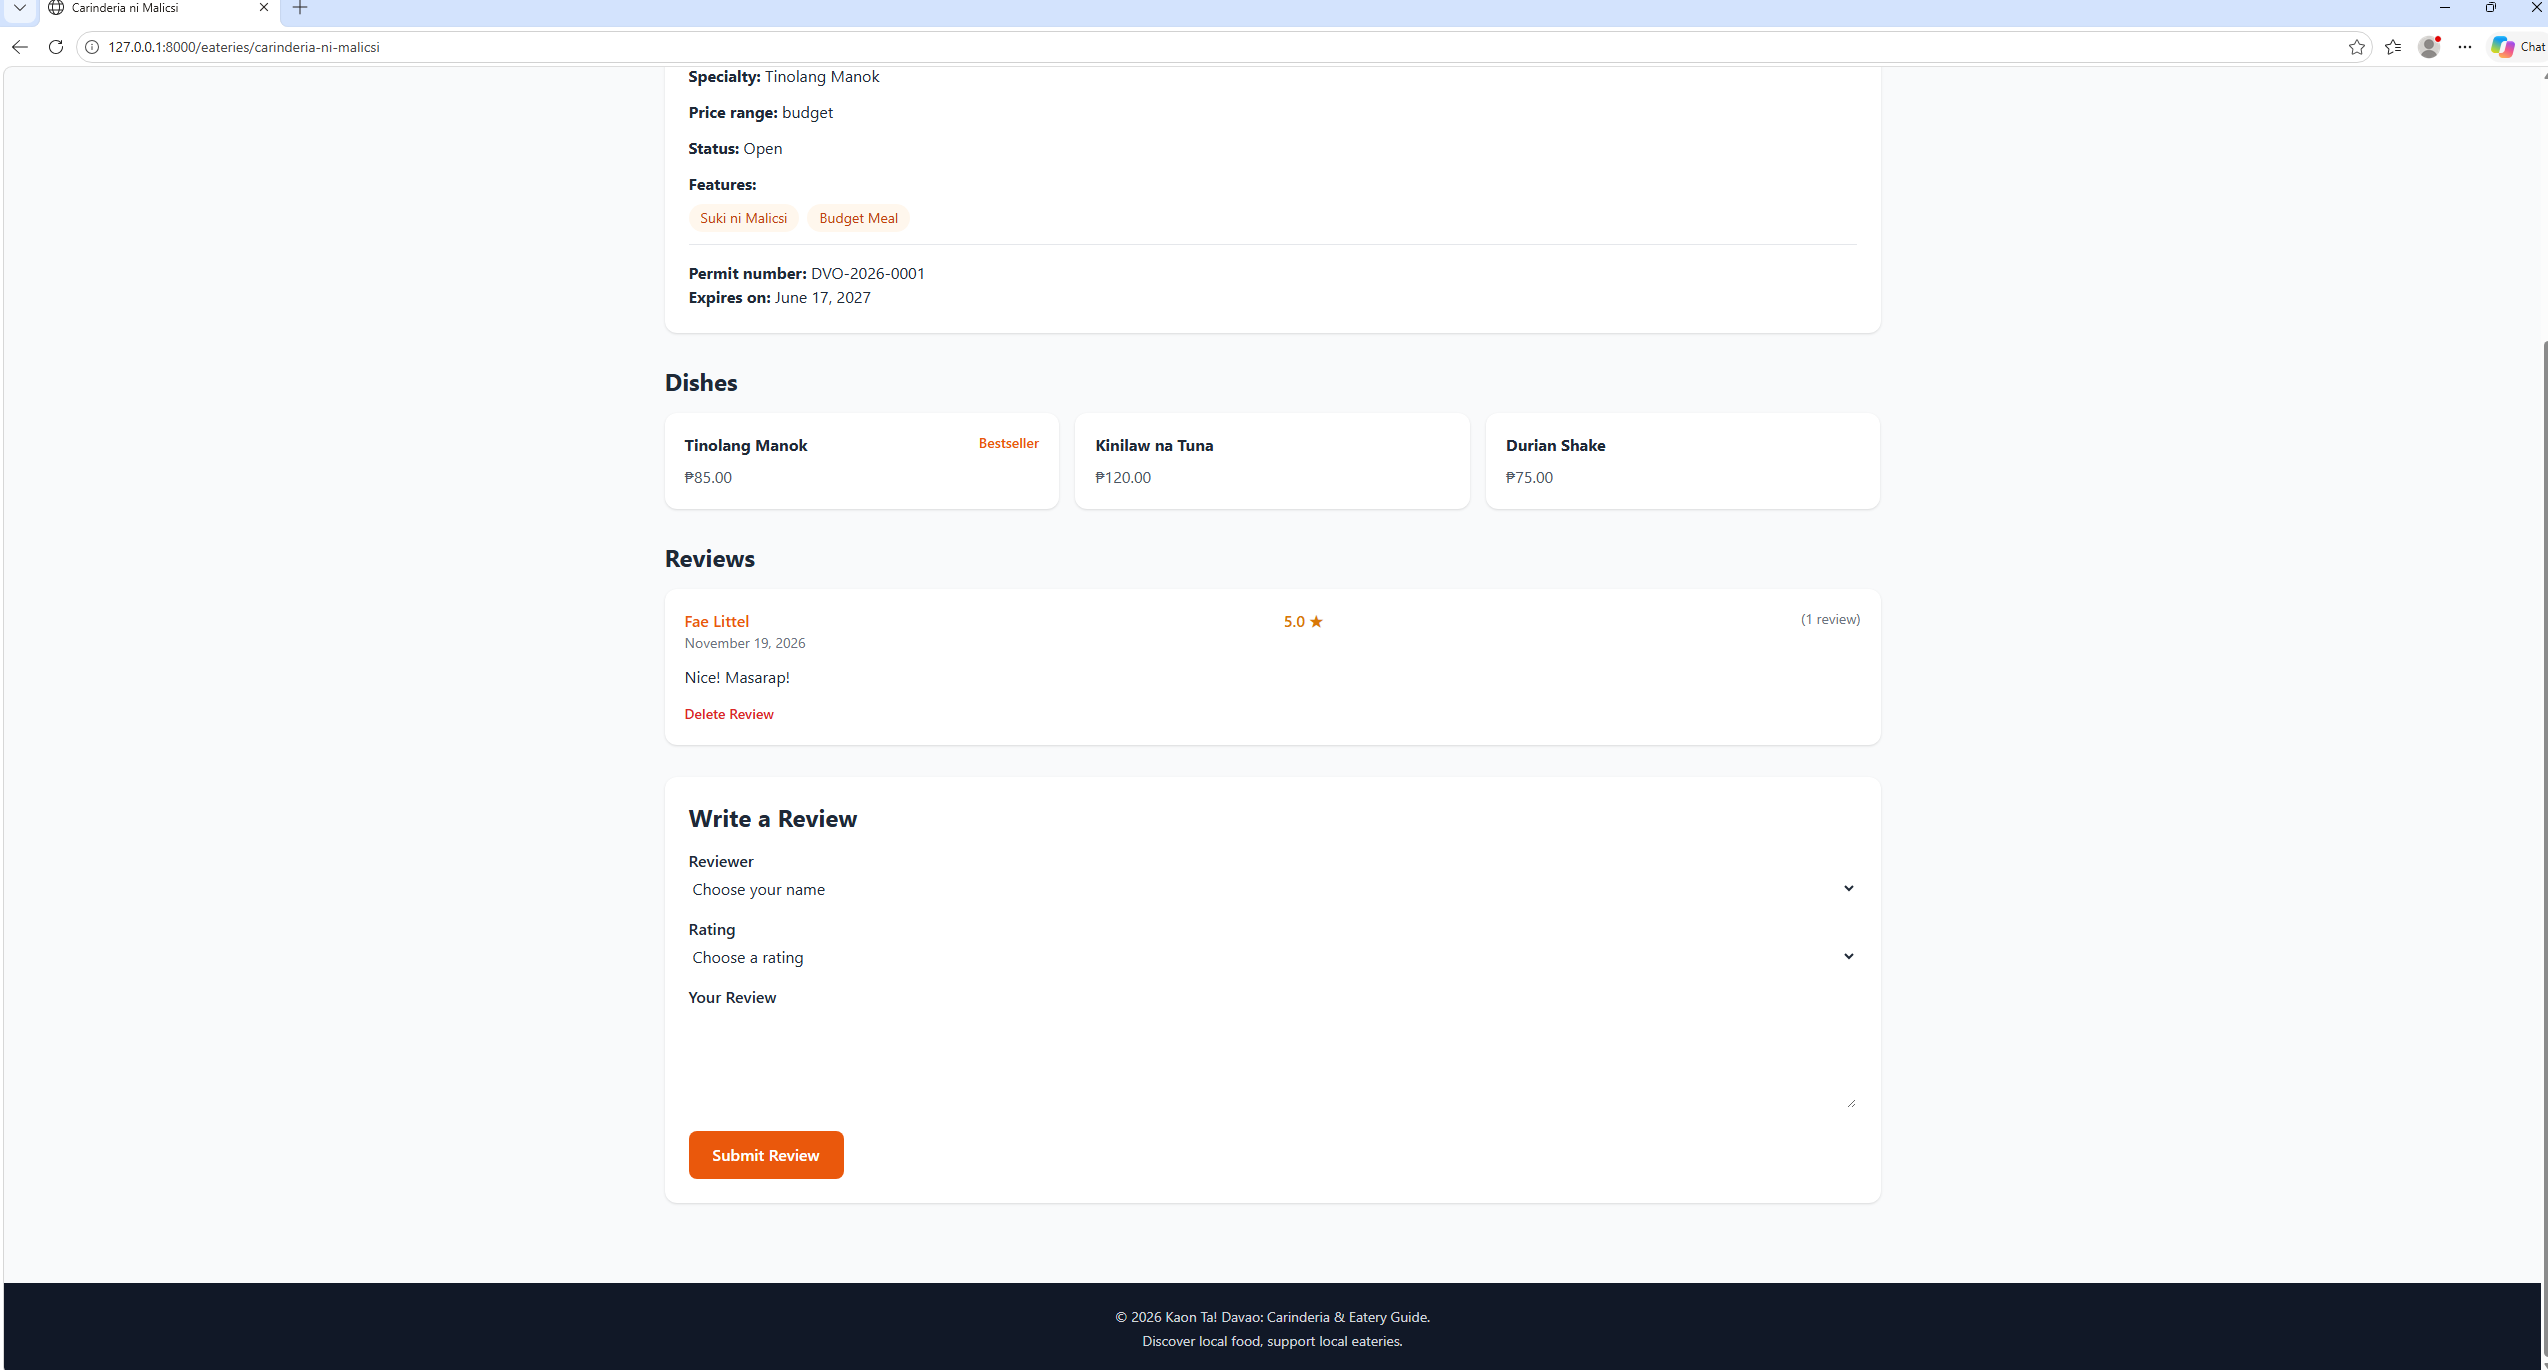 Carinderia ni Malicsi
127.0.0.1:8000/eateries/carinderia-ni-malicsi
Chat
Specialty: Tinolang Manok
Price range: budget
Status: Open
Features:
Suki ni Malicsi Budget Meal
Permit number: DVO-2026-0001
Expires on: June 17, 2027
Dishes
Tinolang Manok Bestseller
₱85.00
Kinilaw na Tuna
₱120.00
Durian Shake
₱75.00
Reviews
Fae Littel 5.0 ★ (1 review)
November 19, 2026
Nice! Masarap!
Delete Review
Write a Review
Reviewer
Choose your name
Rating
Choose a rating
Your Review
Submit Review
© 2026 Kaon Ta! Davao: Carinderia & Eatery Guide.
Discover local food, support local eateries.